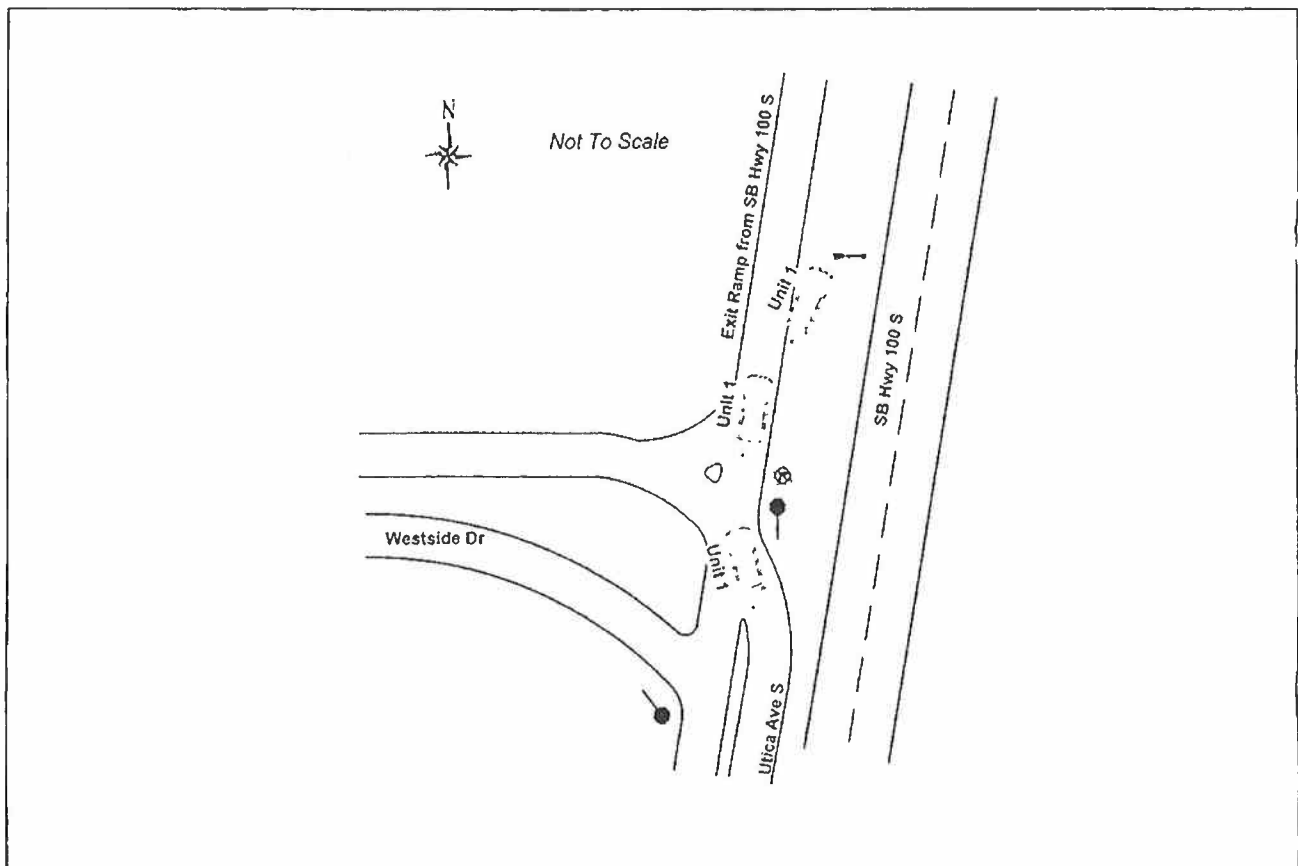 N
Not To Scale
Exit Ramp from SB Hwy 100 S
Unit 1
SB Hwy 100 S
Unit 1
Westside Dr
Unit 1
Utica Ave S